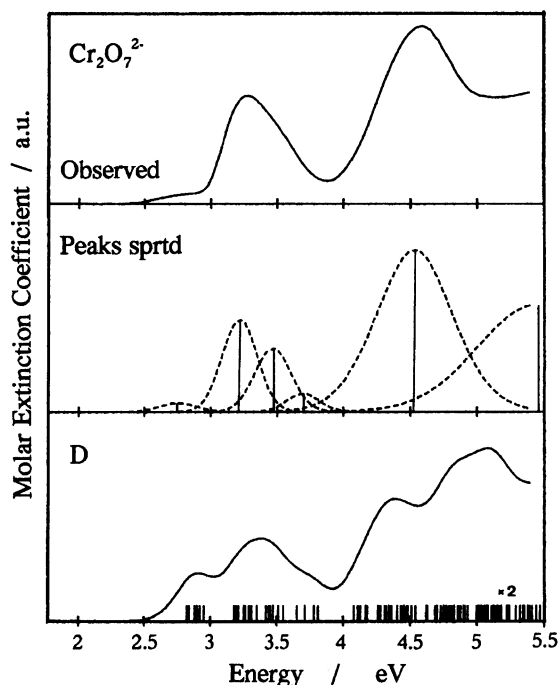 Cr₂O₇²⁻
Observed
Peaks sprtd
D
×2
2 2.5 3 3.5 4 4.5 5 5.5
Energy / eV
Molar Extinction Coefficient / a.u.